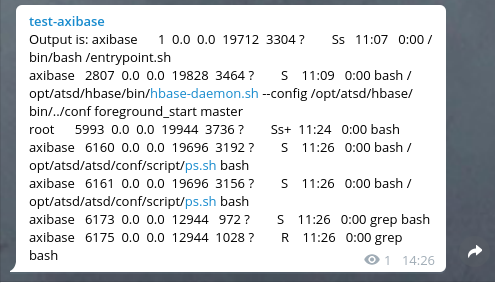 test-axibase
Output is: axibase 1 0.0 0.0 19712 3304 ? Ss 11:07 0:00 /
bin/bash /entrypoint.sh
axibase 2807 0.0 0.0 19828 3464 ? S 11:09 0:00 bash /
opt/atsd/hbase/bin/hbase-daemon.sh --config /opt/atsd/hbase/
bin/../conf foreground_start master
root 5993 0.0 0.0 19944 3736 ? Ss+ 11:24 0:00 bash
axibase 6160 0.0 0.0 19696 3192 ? S 11:26 0:00 bash /
opt/atsd/atsd/conf/script/ps.sh bash
axibase 6161 0.0 0.0 19696 3156 ? S 11:26 0:00 bash /
opt/atsd/atsd/conf/script/ps.sh bash
axibase 6173 0.0 0.0 12944 972 ? S 11:26 0:00 grep bash
axibase 6175 0.0 0.0 12944 1028 ? R 11:26 0:00 grep
bash
1 14:26